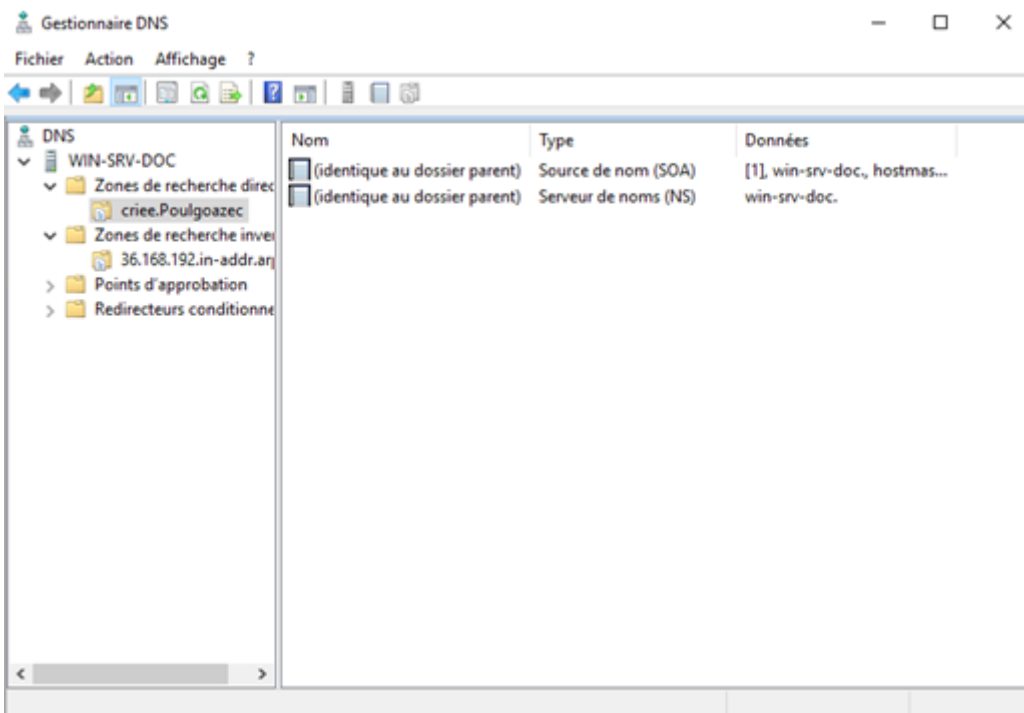 Gestionnaire DNS
Fichier Action Affichage ?
DNS
WIN-SRV-DOC
Zones de recherche direc
criee.Poulgoazec
Zones de recherche inver
36.168.192.in-addr.arp
Points d'approbation
Redirecteurs conditionne
Nom Type Données
(identique au dossier parent) Source de nom (SOA) [1], win-srv-doc., hostmas...
(identique au dossier parent) Serveur de noms (NS) win-srv-doc.